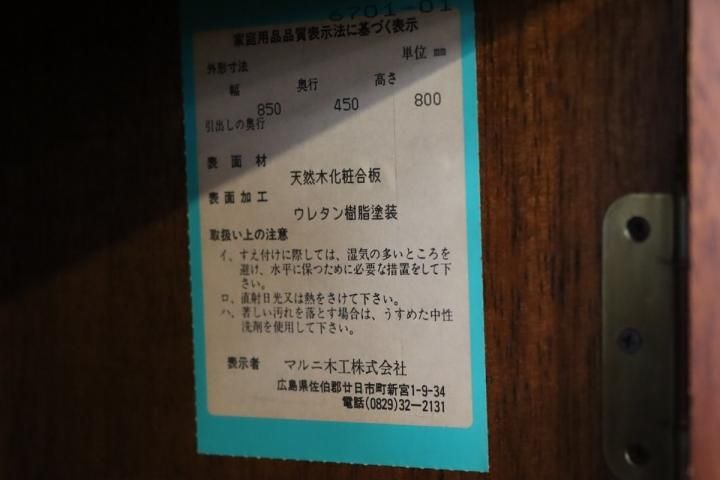 6701-01
家庭用品品質表示法に基づく表示
外形寸法 単位 mm
幅 奥行 高さ
850 450 800
引出しの奥行
表面材
天然木化粧合板
表面加工
ウレタン樹脂塗装
取扱い上の注意
イ、すえ付けに際しては、湿気の多いところを
避け、水平に保つために必要な措置をして下
さい。
ロ、直射日光又は熱をさけて下さい。
ハ、著しい汚れを落とす場合は、うすめた中性
洗剤を使用して下さい。
表示者 マルニ木工株式会社
広島県佐伯郡廿日市町新宮1-9-34
電話(0829)32-2131